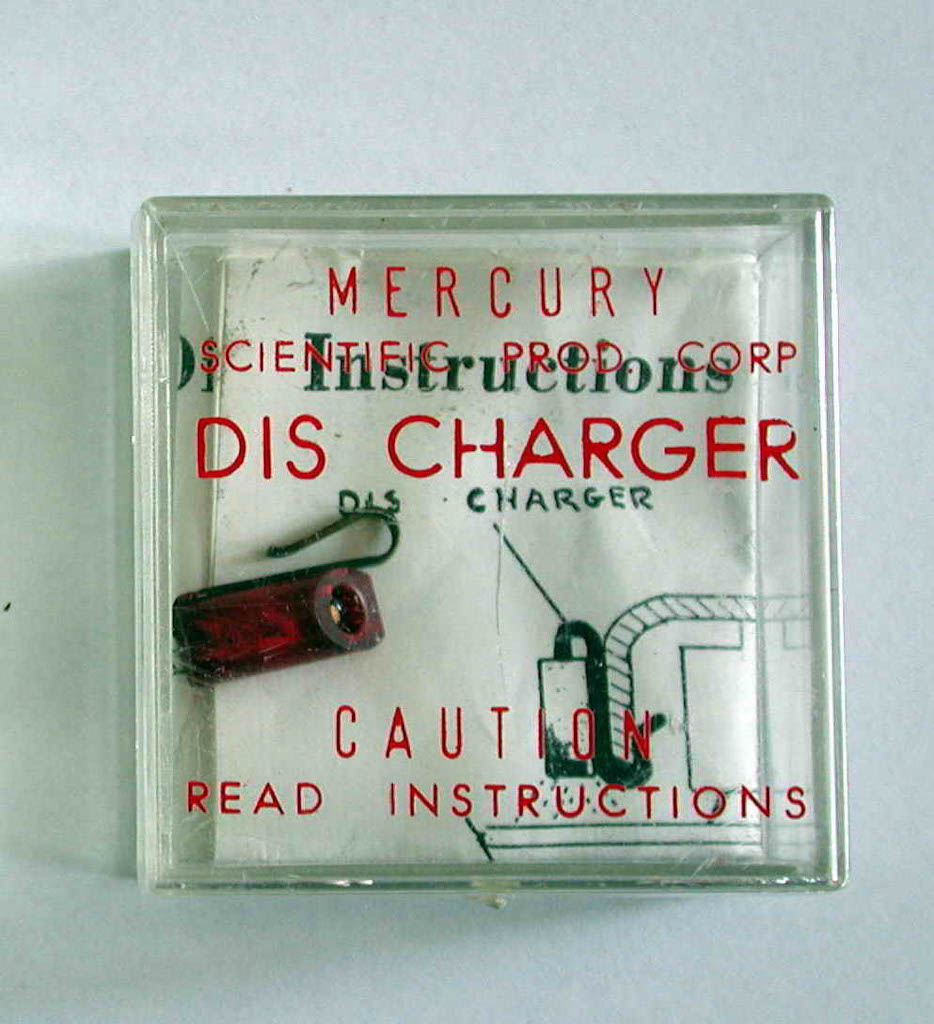 MERCURY
SCIENTIFIC PROD. CORP
Instructions
DIS CHARGER
DIS CHARGER
CAUTION
READ INSTRUCTIONS